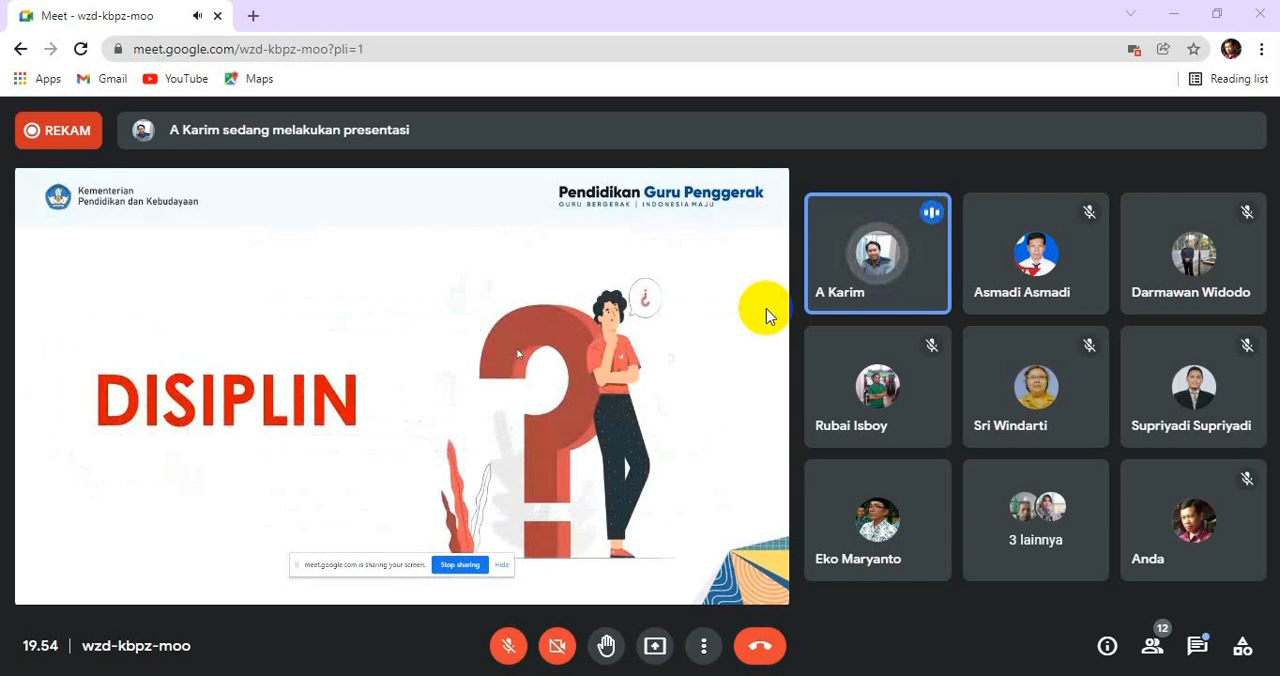 Meet - wzd-kbpz-moo
meet.google.com/wzd-kbpz-moo?pli=1
Apps
Gmail
YouTube
Maps
Reading list
REKAM
A Karim sedang melakukan presentasi
Kementerian
Pendidikan dan Kebudayaan
Pendidikan Guru Penggerak
GURU BERGERAK | INDONESIA MAJU
¿
DISIPLIN
meet.google.com is sharing your screen.
Stop sharing
Hide
A Karim
Asmadi Asmadi
Darmawan Widodo
Rubai Isboy
Sri Windarti
Supriyadi Supriyadi
Eko Maryanto
3 lainnya
Anda
19.54 | wzd-kbpz-moo
12